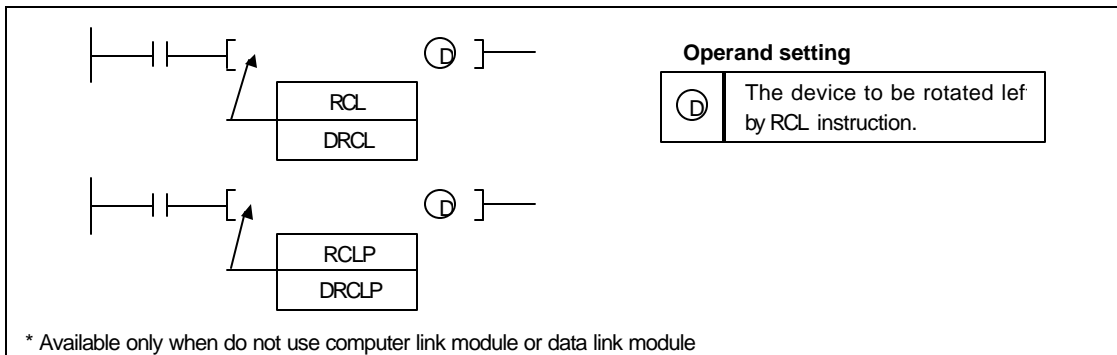 D
RCL
DRCL
D
RCLP
DRCLP
Operand setting
D The device to be rotated lef
by RCL instruction.
* Available only when do not use computer link module or data link module